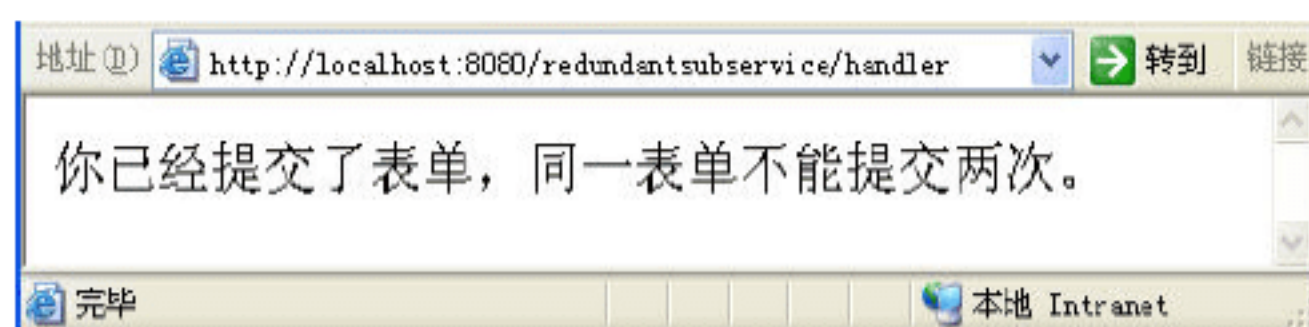 地址(D) http://localhost:8080/redundantsubservice/handler 转到 链接
你已经提交了表单，同一表单不能提交两次。
完毕 本地 Intranet